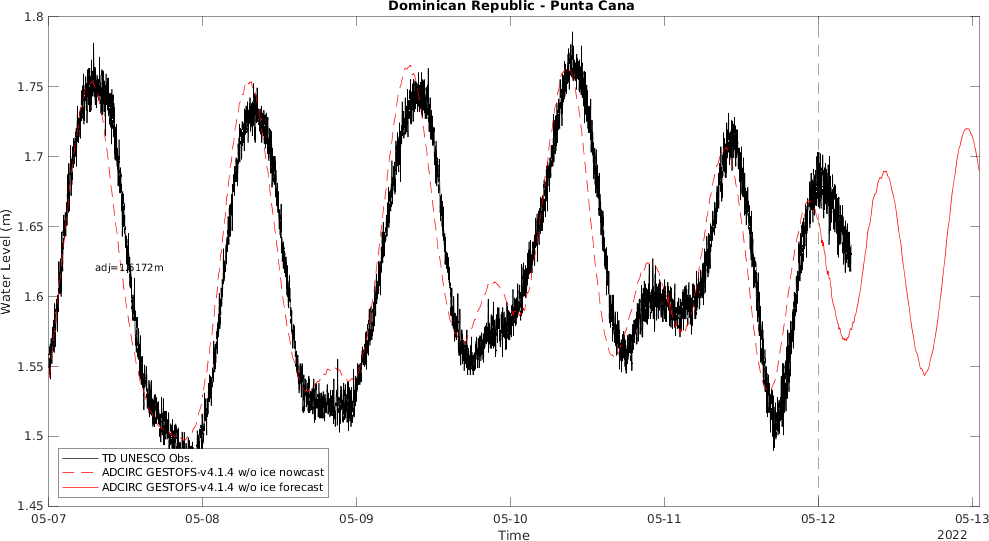 Dominican Republic - Punta Cana
1.8
1.75
1.7
1.65
1.6
1.55
1.5
1.45
Water Level (m)
adj=1.6172m
TD UNESCO Obs.
ADCIRC GESTOFS-v4.1.4 w/o ice nowcast
ADCIRC GESTOFS-v4.1.4 w/o ice forecast
05-07
05-08
05-09
05-10
05-11
05-12
05-13
Time
2022